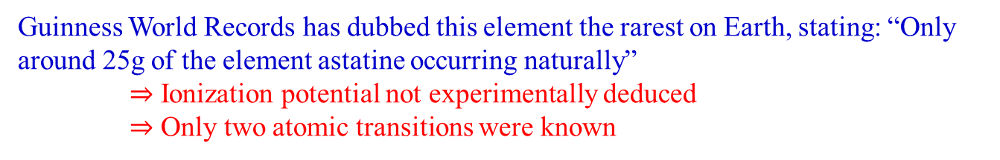 Guinness World Records has dubbed this element the rarest on Earth, stating: “Only
around 25g of the element astatine occurring naturally”
⇒ Ionization potential not experimentally deduced
⇒ Only two atomic transitions were known